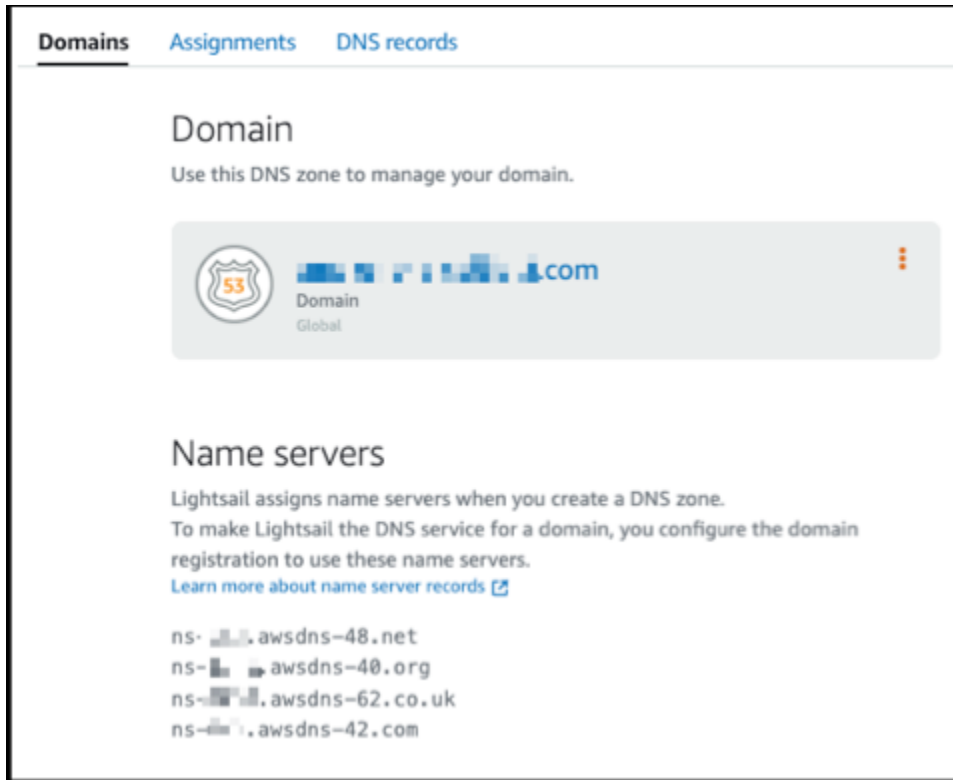 Domains Assignments DNS records
Domain
Use this DNS zone to manage your domain.
53
.com
Domain
Global
Name servers
Lightsail assigns name servers when you create a DNS zone.
To make Lightsail the DNS service for a domain, you configure the domain
registration to use these name servers.
Learn more about name server records
ns- .awsdns-48.net
ns- awsdns-40.org
ns- .awsdns-62.co.uk
ns- .awsdns-42.com